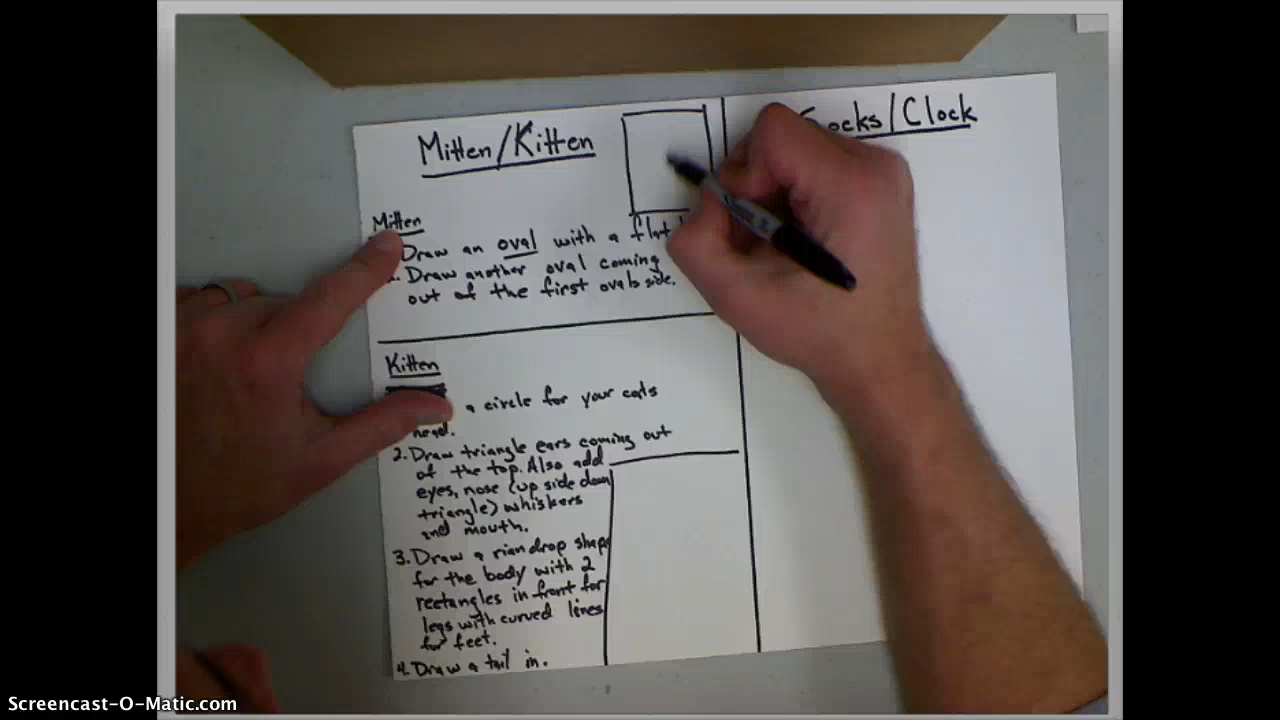 Mitten/Kitten
Socks/Clock
Mitten
Draw an oval with a flat
Draw another oval coming
out of the first ovals side.
Kitten
a circle for your cats
head.
2. Draw triangle ears coming out
of the top. Also add
eyes, nose (up side down
triangle) whiskers
and mouth.
3. Draw a rian drop shape
for the body with 2
rectangles in front for
legs with curved lines
for feet.
4. Draw a tail in.
Screencast-O-Matic.com